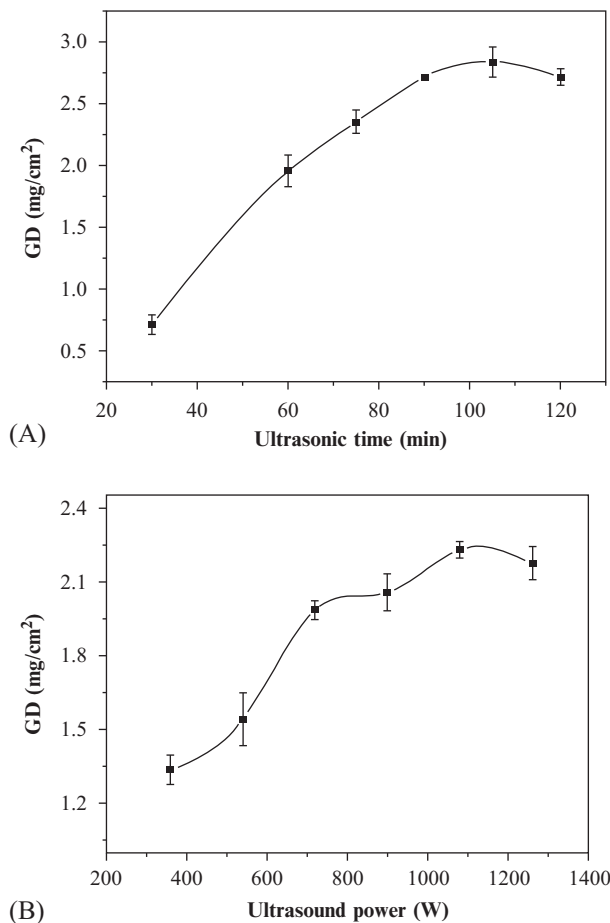 3.0
2.5
2.0
1.5
1.0
0.5
GD (mg/cm²)
20 40 60 80 100 120
(A) Ultrasonic time (min)
2.4
2.1
1.8
1.5
1.2
GD (mg/cm²)
200 400 600 800 1000 1200 1400
(B) Ultrasound power (W)